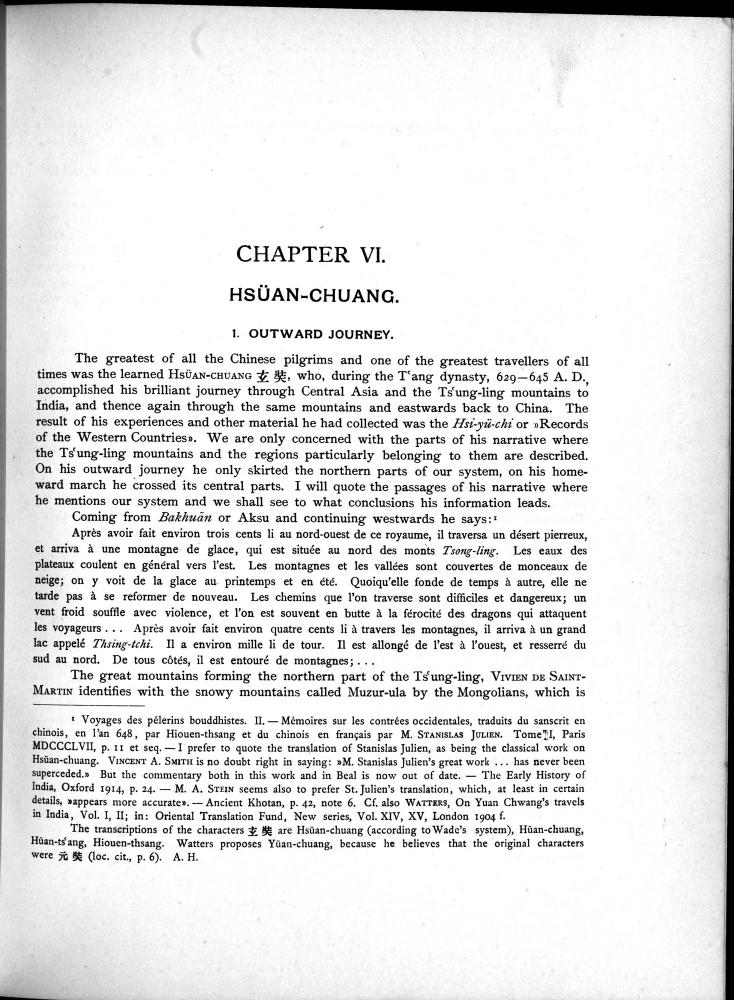 CHAPTER VI.
HSÜAN-CHUANG.
1. OUTWARD JOURNEY.
The greatest of all the Chinese pilgrims and one of the greatest travellers of all
times was the learned HSÜAN-CHUANG 玄奘, who, during the Tʿang dynasty, 629—645 A. D.,
accomplished his brilliant journey through Central Asia and the Tsʿung-ling mountains to
India, and thence again through the same mountains and eastwards back to China. The
result of his experiences and other material he had collected was the Hsi-yü-chi or »Records
of the Western Countries». We are only concerned with the parts of his narrative where
the Tsʿung-ling mountains and the regions particularly belonging to them are described.
On his outward journey he only skirted the northern parts of our system, on his home-
ward march he crossed its central parts. I will quote the passages of his narrative where
he mentions our system and we shall see to what conclusions his information leads.
Coming from Bakhuän or Aksu and continuing westwards he says:¹
Après avoir fait environ trois cents li au nord-ouest de ce royaume, il traversa un désert pierreux,
et arriva à une montagne de glace, qui est située au nord des monts Tsong-ling. Les eaux des
plateaux coulent en général vers l'est. Les montagnes et les vallées sont couvertes de monceaux de
neige; on y voit de la glace au printemps et en été. Quoiqu'elle fonde de temps à autre, elle ne
tarde pas à se reformer de nouveau. Les chemins que l'on traverse sont difficiles et dangereux; un
vent froid souffle avec violence, et l'on est souvent en butte à la férocité des dragons qui attaquent
les voyageurs . . . Après avoir fait environ quatre cents li à travers les montagnes, il arriva à un grand
lac appelé Thsing-tchi. Il a environ mille li de tour. Il est allongé de l'est à l'ouest, et resserré du
sud au nord. De tous côtés, il est entouré de montagnes; . . .
The great mountains forming the northern part of the Tsʿung-ling, VIVIEN DE SAINT-
MARTIN identifies with the snowy mountains called Muzur-ula by the Mongolians, which is
¹ Voyages des pélerins bouddhistes. II. — Mémoires sur les contrées occidentales, traduits du sanscrit en
chinois, en l'an 648, par Hiouen-thsang et du chinois en français par M. STANISLAS JULIEN. Tome I, Paris
MDCCCLVII, p. 11 et seq. — I prefer to quote the translation of Stanislas Julien, as being the classical work on
Hsüan-chuang. VINCENT A. SMITH is no doubt right in saying: »M. Stanislas Julien's great work ... has never been
superceded.» But the commentary both in this work and in Beal is now out of date. — The Early History of
India, Oxford 1914, p. 24. — M. A. STEIN seems also to prefer St. Julien's translation, which, at least in certain
details, »appears more accurate». — Ancient Khotan, p. 42, note 6. Cf. also WATTERS, On Yuan Chwang's travels
in India, Vol. I, II; in: Oriental Translation Fund, New series, Vol. XIV, XV, London 1904 f.
The transcriptions of the characters 玄奘 are Hsüan-chuang (according to Wade's system), Hüan-chuang,
Hüan-tsʿang, Hiouen-thsang. Watters proposes Yüan-chuang, because he believes that the original characters
were 元奘 (loc. cit., p. 6). A. H.